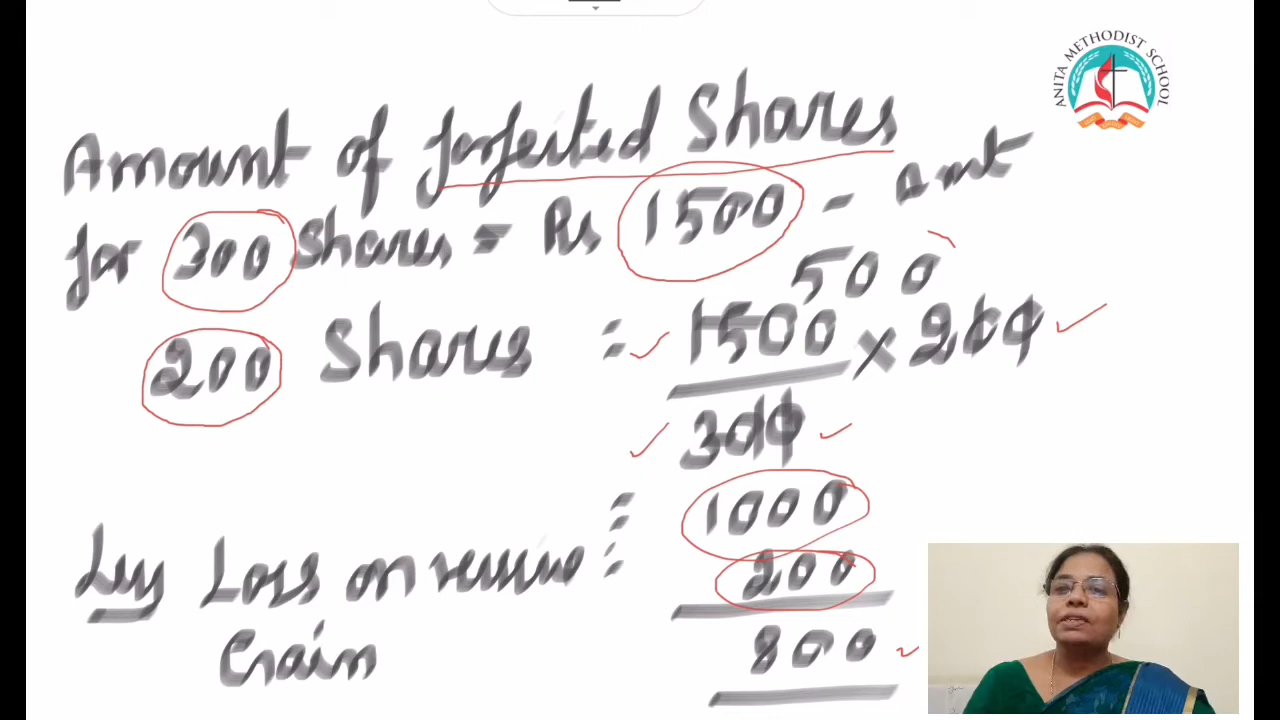 ANITA METHODIST SCHOOL
Amount of forfeited Shares
for 300 Shares = Rs 1500 - amt
500
200 Shares = 1500 x 200
300
= 1000
Less Loss on reissue = 200
Gain 800